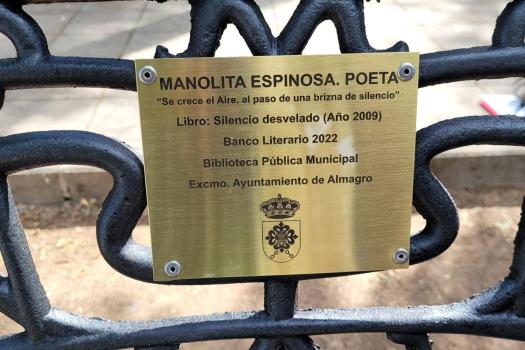 MANOLITA ESPINOSA. POETA
"Se crece el Aire, al paso de una brizna de silencio"
Libro: Silencio desvelado (Año 2009)
Banco Literario 2022
Biblioteca Pública Municipal
Excmo. Ayuntamiento de Almagro